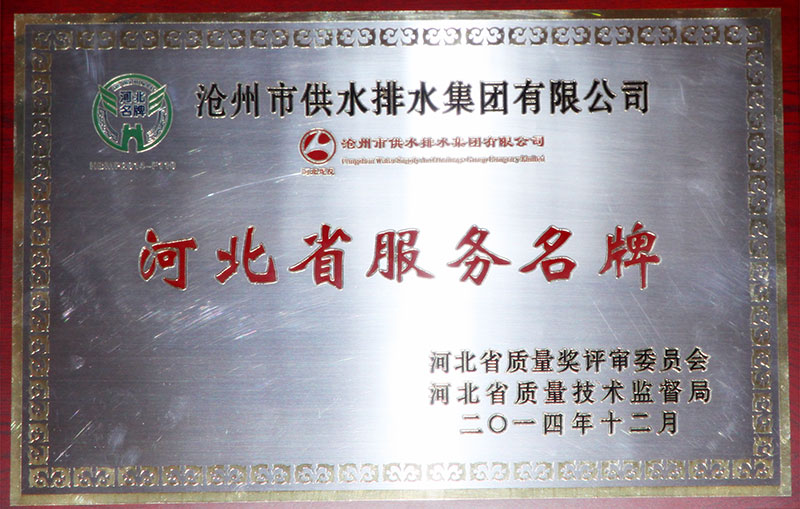 河北
名牌
沧州市供水排水集团有限公司
沧州市供水排水集团有限公司
河北省服务名牌
河北省质量奖评审委员会
河北省质量技术监督局
二〇一四年十二月